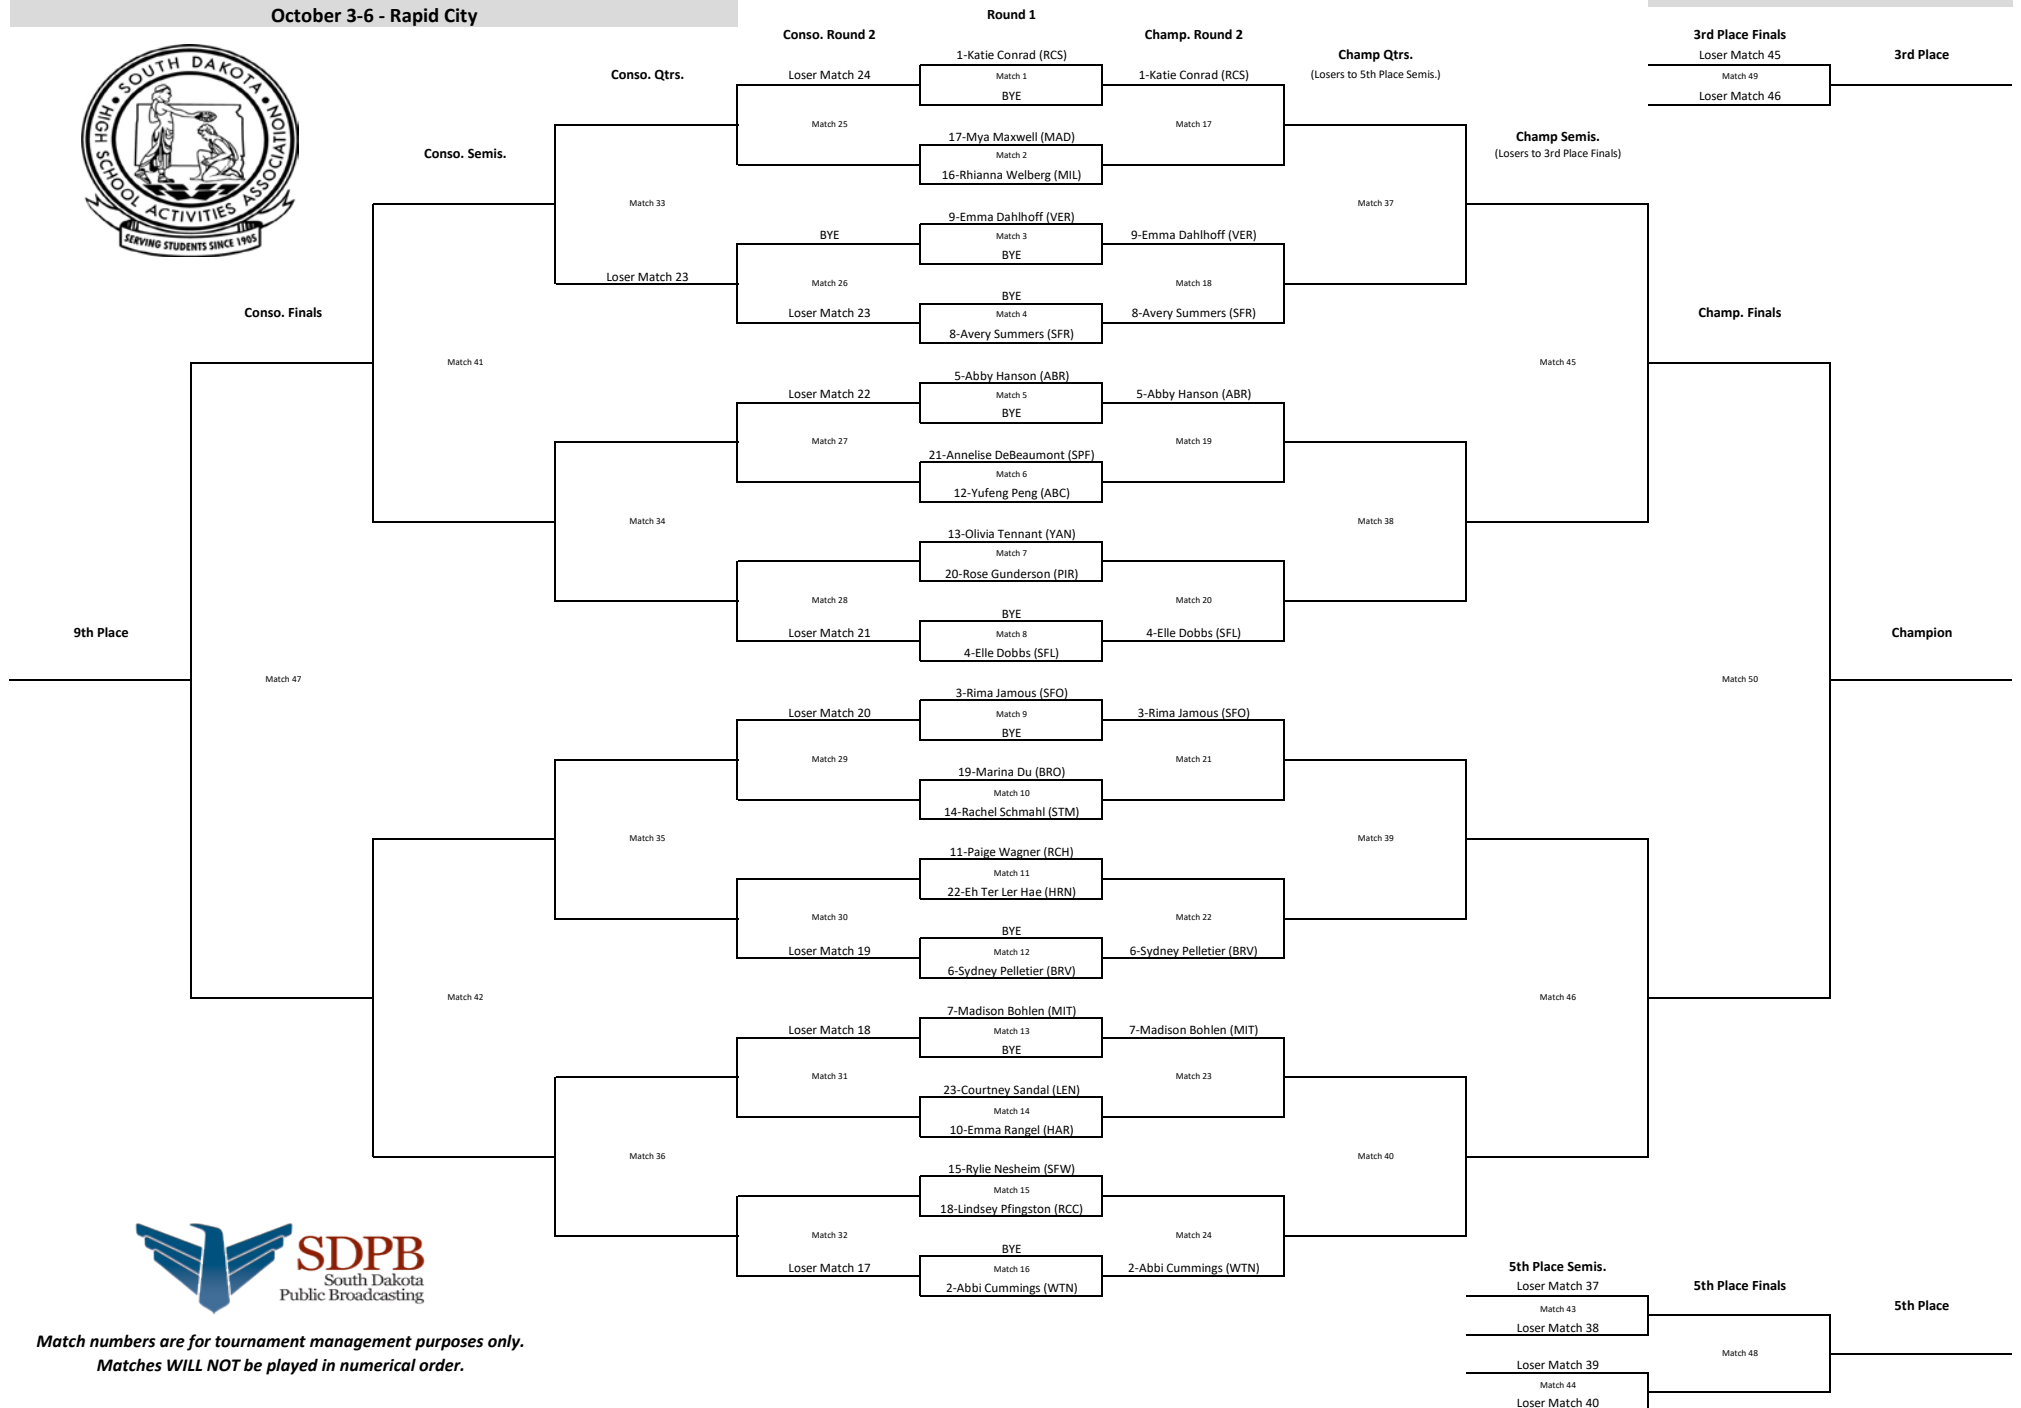 October 3-6 - Rapid City
SOUTH DAKOTA
HIGH SCHOOL ACTIVITIES ASSOCIATION
SERVING STUDENTS SINCE 1905
9th Place
Conso. Finals
Match 47
Conso. Semis.
Match 41
Match 42
Conso. Qtrs.
Match 33
Loser Match 23
Match 34
Match 35
Match 36
Conso. Round 2
Loser Match 24
Match 25
BYE
Match 26
Loser Match 23
Loser Match 22
Match 27
Match 28
Loser Match 21
Loser Match 20
Match 29
Match 30
Loser Match 19
Loser Match 18
Match 31
Match 32
Loser Match 17
Round 1
1-Katie Conrad (RCS)
Match 1
BYE
17-Mya Maxwell (MAD)
Match 2
16-Rhianna Welberg (MIL)
9-Emma Dahlhoff (VER)
Match 3
BYE
BYE
Match 4
8-Avery Summers (SFR)
5-Abby Hanson (ABR)
Match 5
BYE
21-Annelise DeBeaumont (SPF)
Match 6
12-Yufeng Peng (ABC)
13-Olivia Tennant (YAN)
Match 7
20-Rose Gunderson (PIR)
BYE
Match 8
4-Elle Dobbs (SFL)
3-Rima Jamous (SFO)
Match 9
BYE
19-Marina Du (BRO)
Match 10
14-Rachel Schmahl (STM)
11-Paige Wagner (RCH)
Match 11
22-Eh Ter Ler Hae (HRN)
BYE
Match 12
6-Sydney Pelletier (BRV)
7-Madison Bohlen (MIT)
Match 13
BYE
23-Courtney Sandal (LEN)
Match 14
10-Emma Rangel (HAR)
15-Rylie Nesheim (SFW)
Match 15
18-Lindsey Pfingston (RCC)
BYE
Match 16
2-Abbi Cummings (WTN)
Champ. Round 2
1-Katie Conrad (RCS)
Match 17
9-Emma Dahlhoff (VER)
Match 18
8-Avery Summers (SFR)
5-Abby Hanson (ABR)
Match 19
Match 20
4-Elle Dobbs (SFL)
3-Rima Jamous (SFO)
Match 21
Match 22
6-Sydney Pelletier (BRV)
7-Madison Bohlen (MIT)
Match 23
Match 24
2-Abbi Cummings (WTN)
Champ Qtrs.
(Losers to 5th Place Semis.)
Match 37
Match 38
Match 39
Match 40
Champ Semis.
(Losers to 3rd Place Finals)
Match 45
Match 46
Champ. Finals
Match 50
Champion
3rd Place Finals
Loser Match 45
Match 49
Loser Match 46
3rd Place
5th Place Semis.
Loser Match 37
Match 43
Loser Match 38
Loser Match 39
Match 44
Loser Match 40
5th Place Finals
Match 48
5th Place
SDPB
South Dakota
Public Broadcasting
Match numbers are for tournament management purposes only.
Matches WILL NOT be played in numerical order.